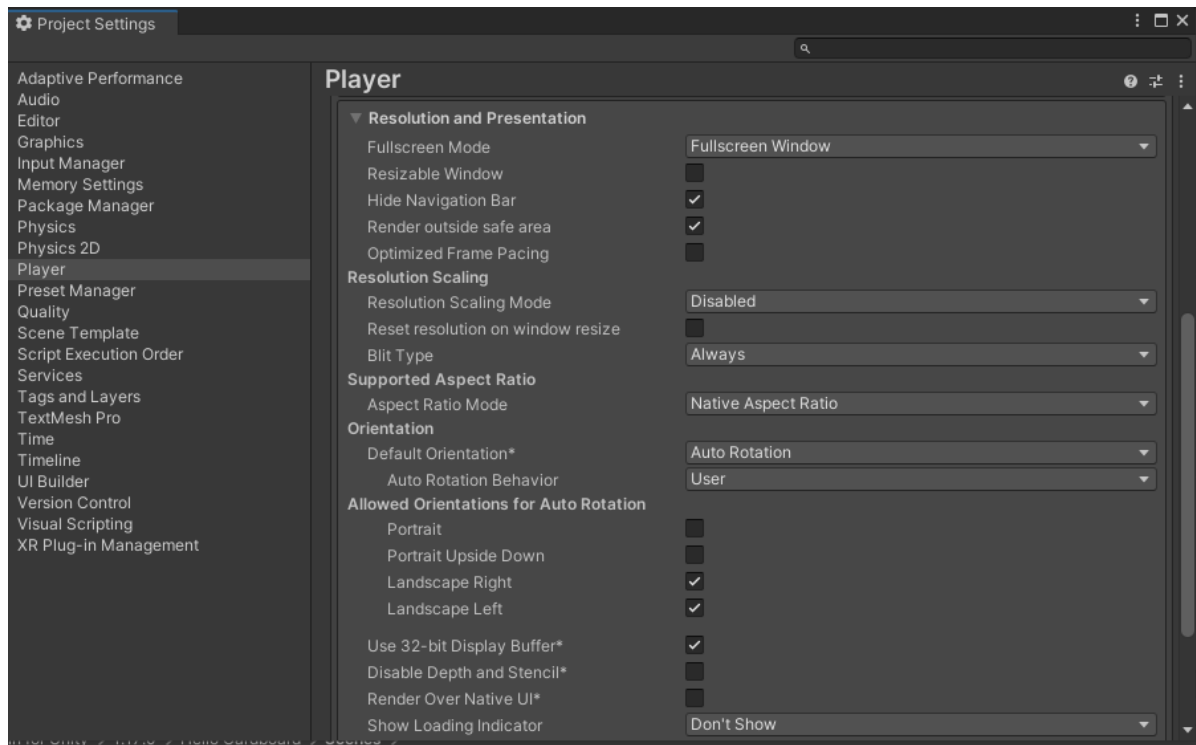 Project Settings
Adaptive Performance
Audio
Editor
Graphics
Input Manager
Memory Settings
Package Manager
Physics
Physics 2D
Player
Preset Manager
Quality
Scene Template
Script Execution Order
Services
Tags and Layers
TextMesh Pro
Time
Timeline
UI Builder
Version Control
Visual Scripting
XR Plug-in Management
Player
Resolution and Presentation
Fullscreen Mode Fullscreen Window
Resizable Window
Hide Navigation Bar
Render outside safe area
Optimized Frame Pacing
Resolution Scaling
Resolution Scaling Mode Disabled
Reset resolution on window resize
Blit Type Always
Supported Aspect Ratio
Aspect Ratio Mode Native Aspect Ratio
Orientation
Default Orientation* Auto Rotation
Auto Rotation Behavior User
Allowed Orientations for Auto Rotation
Portrait
Portrait Upside Down
Landscape Right
Landscape Left
Use 32-bit Display Buffer*
Disable Depth and Stencil*
Render Over Native UI*
Show Loading Indicator Don't Show